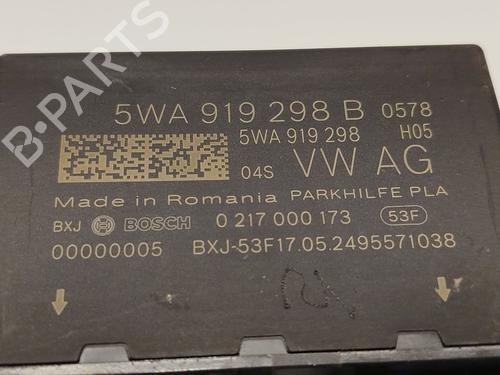 5WA 919 298 B 0578
5WA 919 298 H05
04S VW AG
Made in Romania PARKHILFE PLA
BXJ BOSCH 0 217 000 173 53F
00000005 BXJ-53F17.05.2495571038